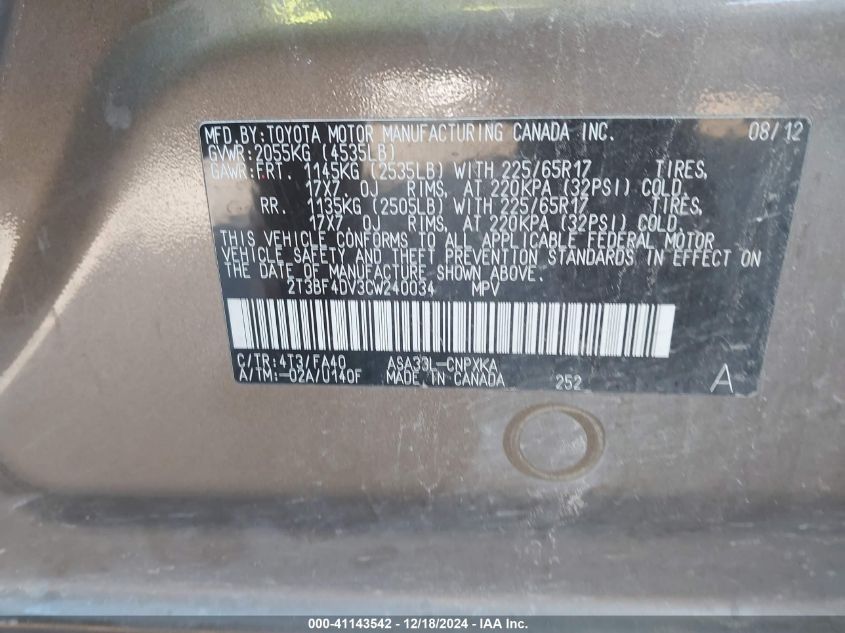 MFD. BY: TOYOTA MOTOR MANUFACTURING CANADA INC. 08/12
GVWR: 2055KG (4535LB)
GAWR: FRT. 1145KG (2535LB) WITH 225/65R17 TIRES,
17X7.0J RIMS, AT 220KPA (32PSI) COLD,
RR. 1135KG (2505LB) WITH 225/65R17 TIRES,
17X7.0J RIMS, AT 220KPA (32PSI) COLD,
THIS VEHICLE CONFORMS TO ALL APPLICABLE FEDERAL MOTOR
VEHICLE SAFETY AND THEFT PREVENTION STANDARDS IN EFFECT ON
THE DATE OF MANUFACTURE SHOWN ABOVE.
2T3BF4DV3CW240034 MPV
C/TR: 4T3/FA40 ASA33L-CNPXKA
A/TM: -02A/U140F MADE IN CANADA 252 A
000-41143542 - 12/18/2024 - IAA Inc.